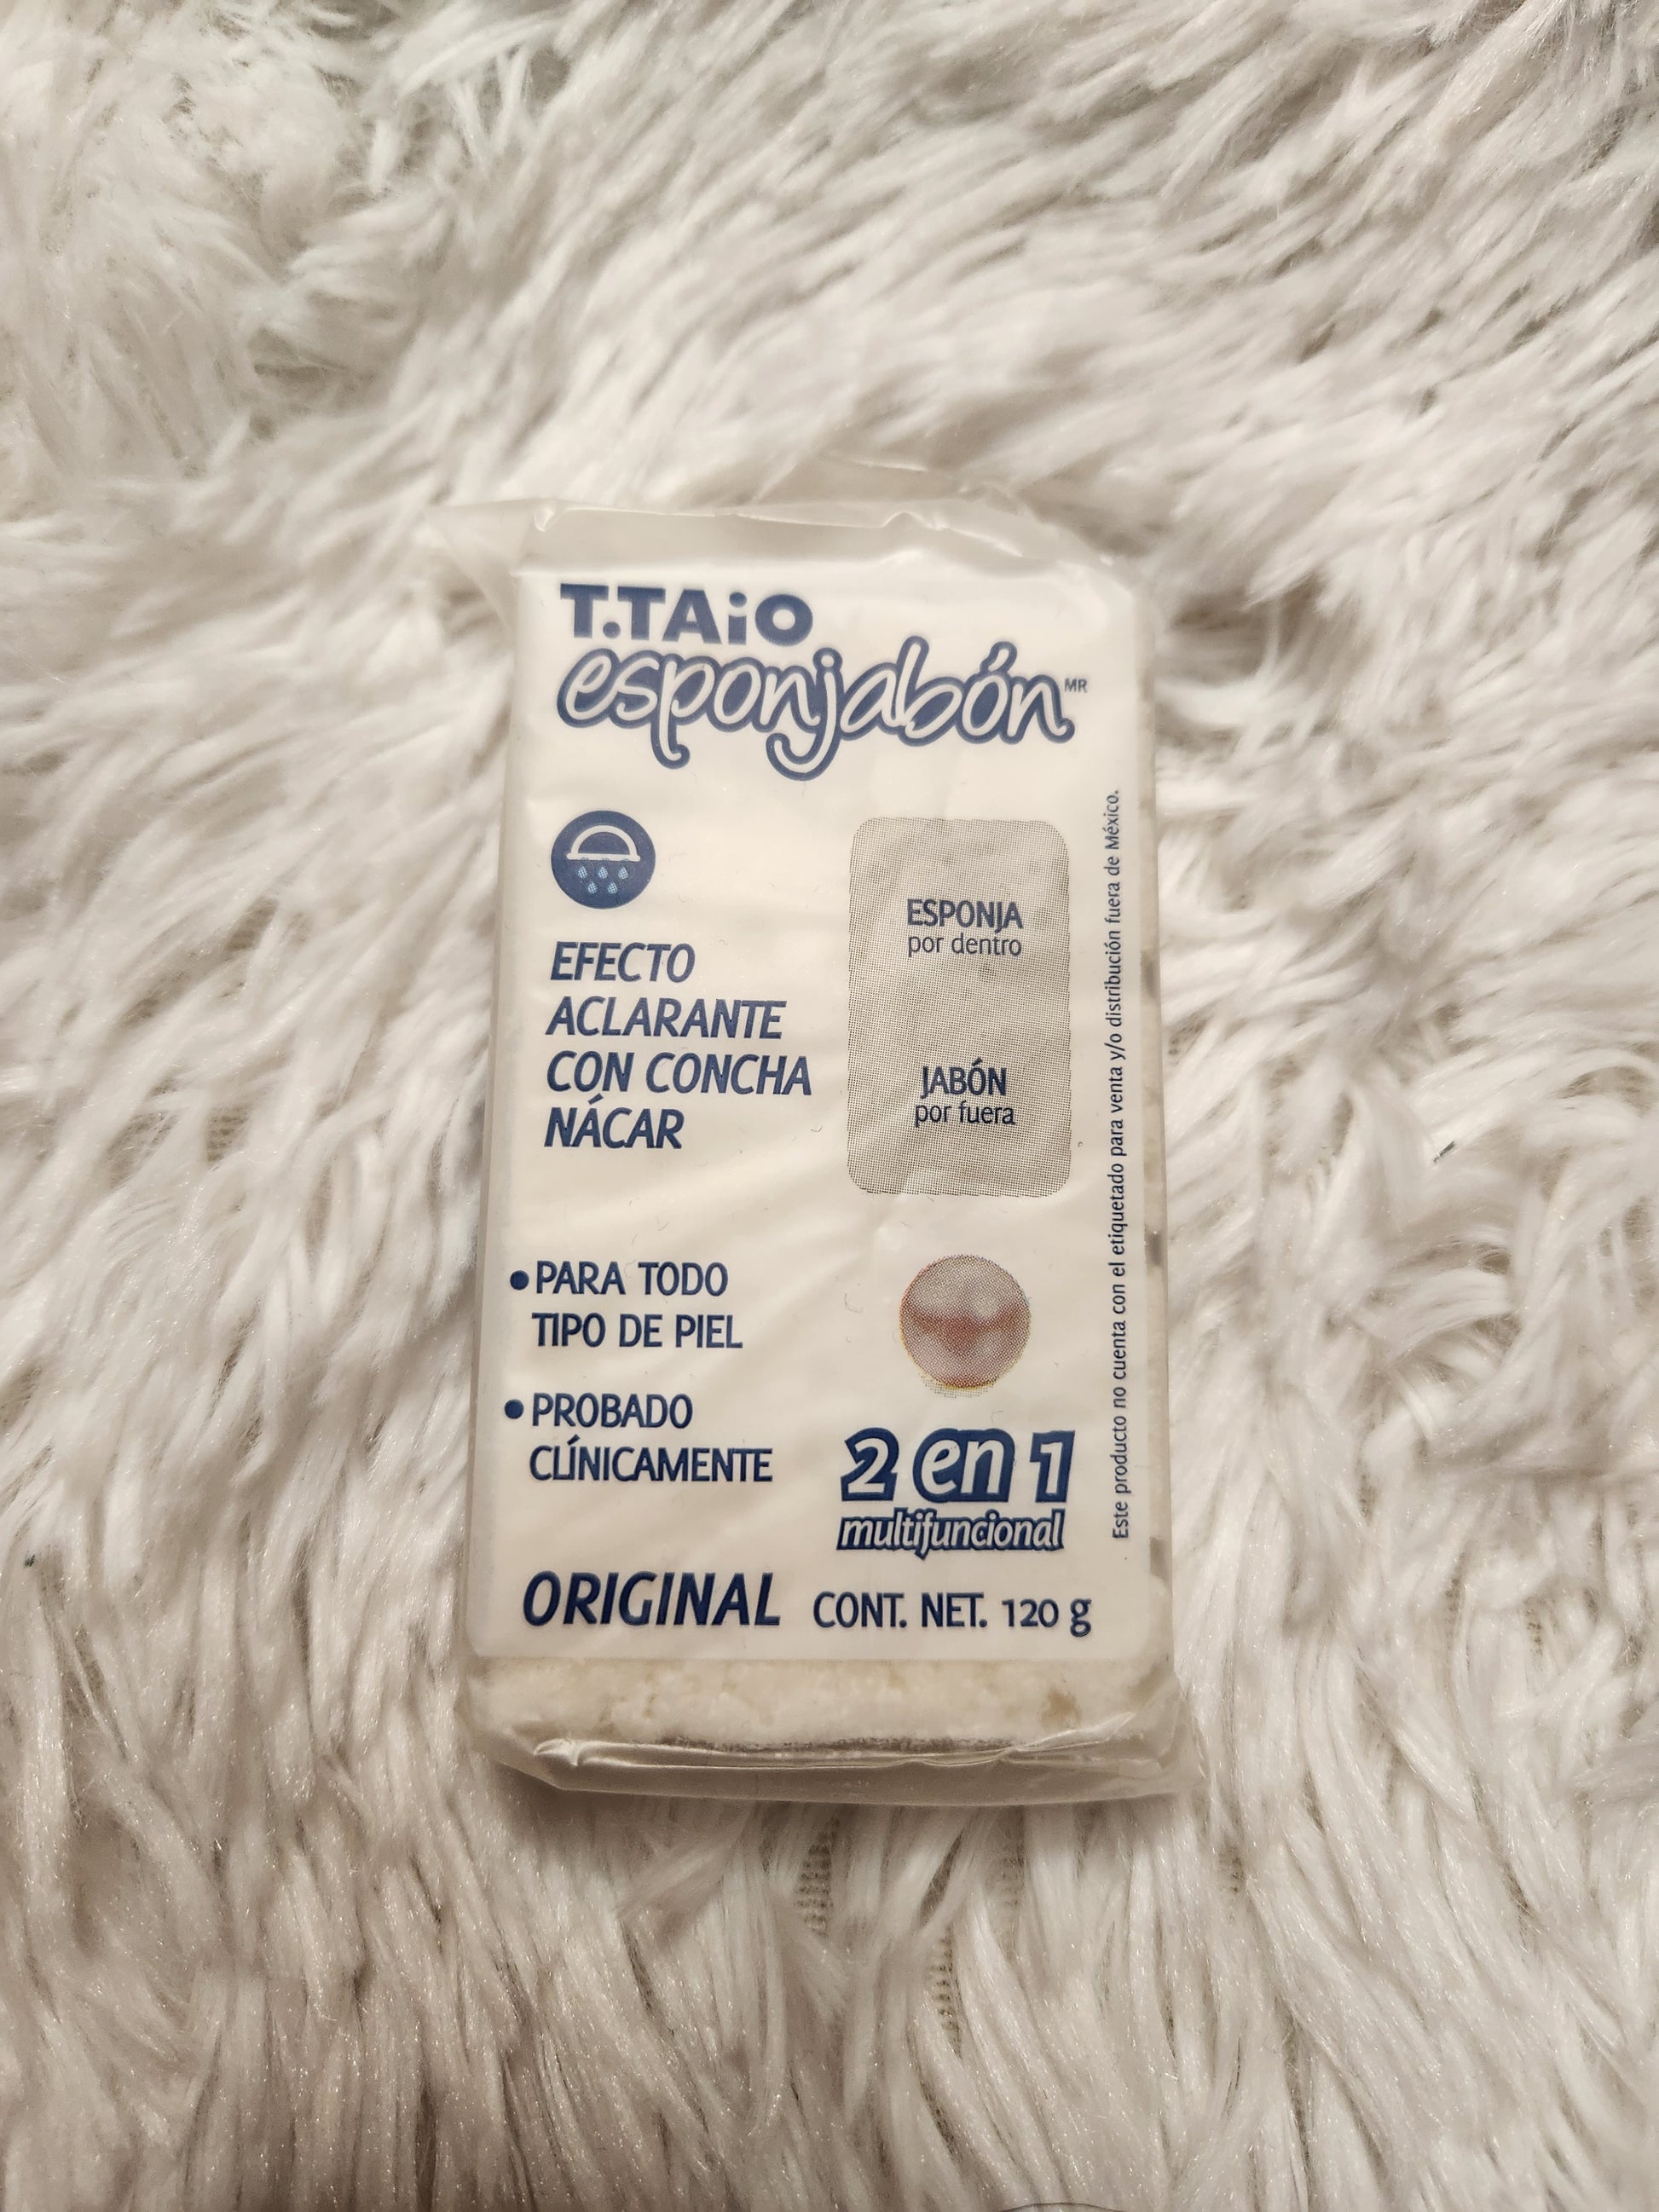 T.TAiO
esponjabón MR
EFECTO
ACLARANTE
CON CONCHA
NÁCAR
ESPONJA
por dentro
JABÓN
por fuera
• PARA TODO
TIPO DE PIEL
• PROBADO
CLÍNICAMENTE
2 en 1
multifuncional
ORIGINAL CONT. NET. 120 g
Este producto no cuenta con el etiquetado para venta y/o distribución fuera de México.